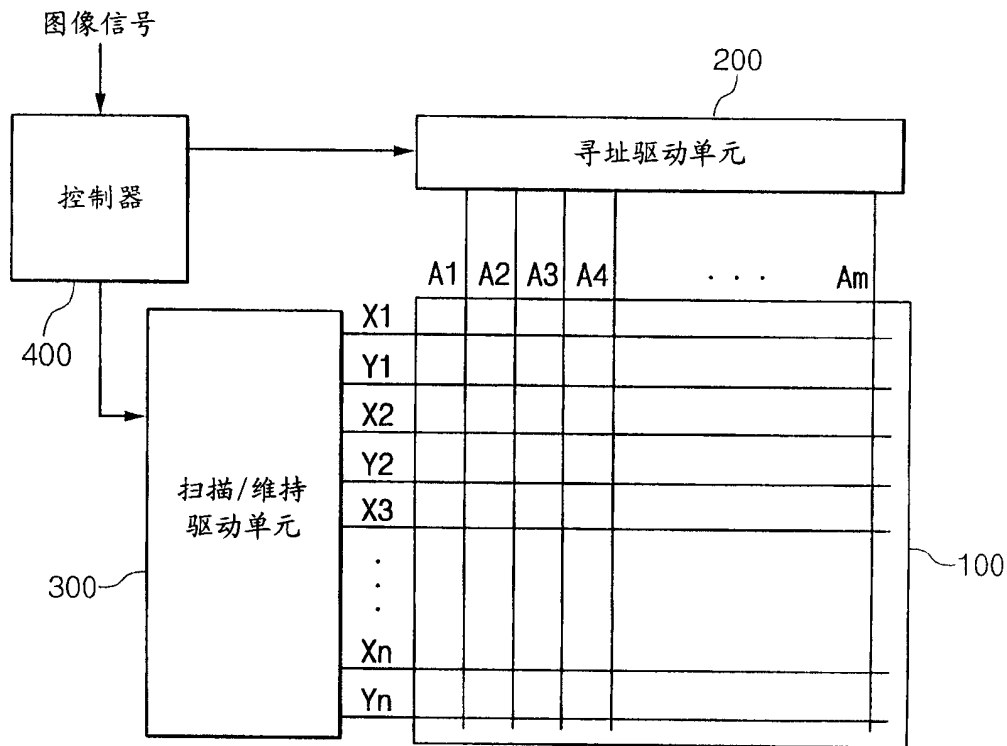 图像信号
200
寻址驱动单元
控制器
A1 A2 A3 A4 · · · Am
400
X1
Y1
X2
Y2
扫描/维持
驱动单元
X3
100
300
·
·
·
Xn
Yn